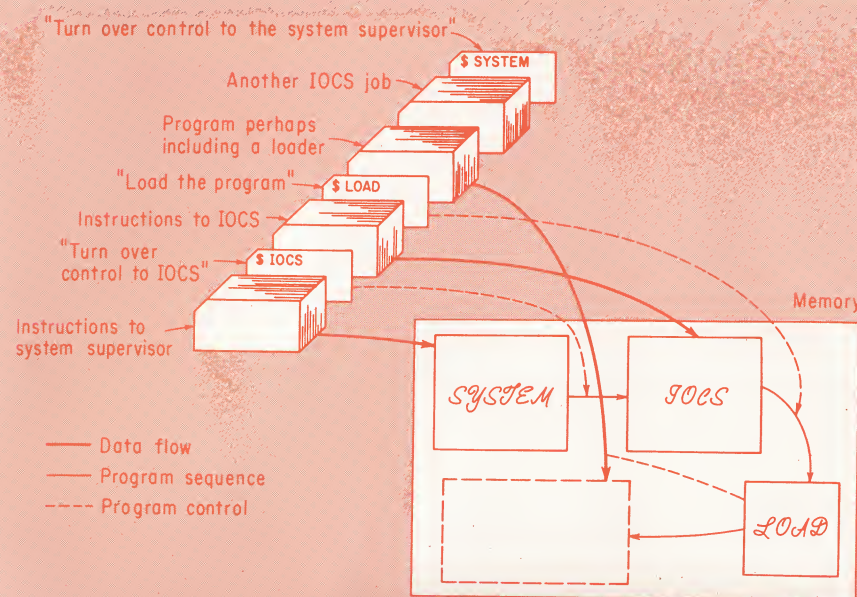 "Turn over control to the system supervisor"
$ SYSTEM
Another IOCS job
Program perhaps
including a loader
"Load the program"
$ LOAD
Instructions to IOCS
"Turn over
control to IOCS"
$ IOCS
Instructions to
system supervisor
Memory
SYSTEM
IOCS
LOAD
Data flow
Program sequence
Program control